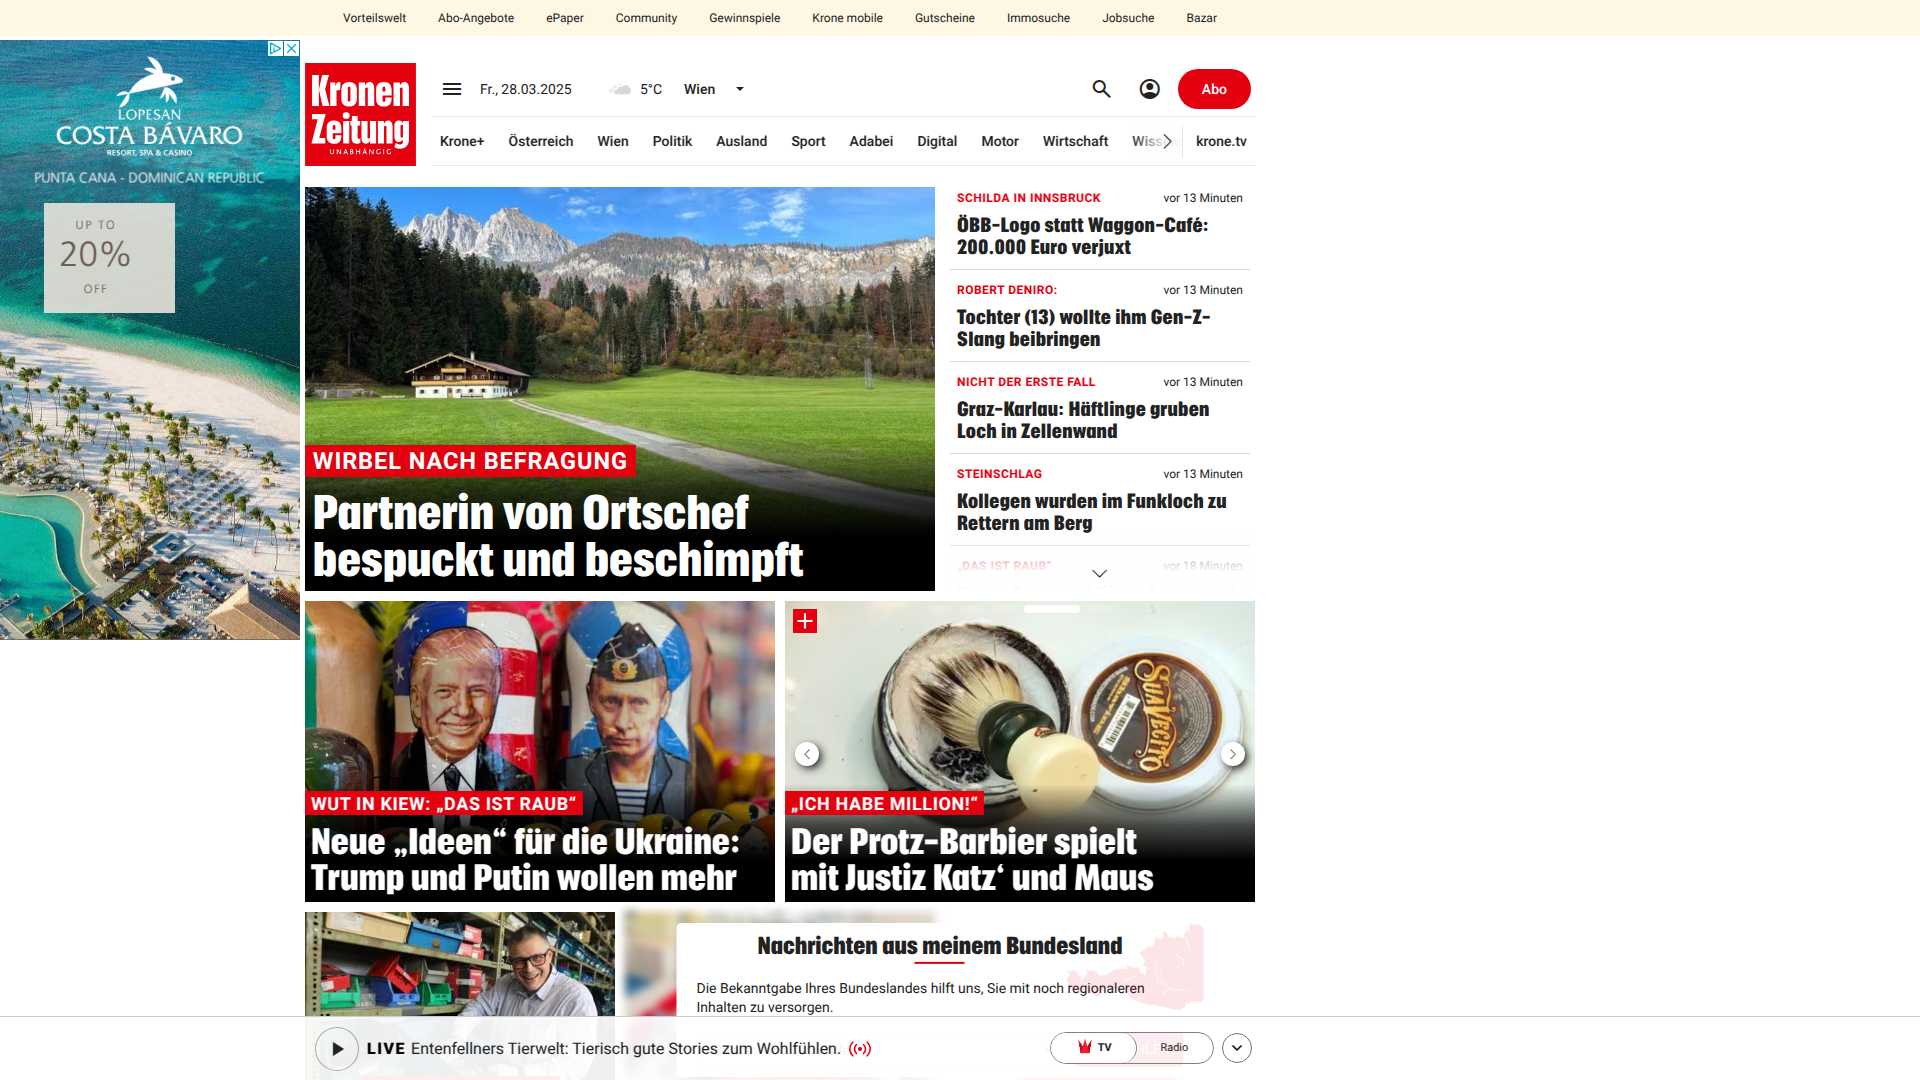 Vorteilswelt Abo-Angebote ePaper Community Gewinnspiele Krone mobile Gutscheine Immosuche Jobsuche Bazar
LOPESAN
COSTA BÁVARO
RESORT, SPA & CASINO
PUNTA CANA - DOMINICAN REPUBLIC
UP TO
20%
OFF
Kronen
Zeitung
UNABHÄNGIG
Fr., 28.03.2025 5°C Wien
Abo
Krone+ Österreich Wien Politik Ausland Sport Adabei Digital Motor Wirtschaft Wiss krone.tv
WIRBEL NACH BEFRAGUNG
Partnerin von Ortschef
bespuckt und beschimpft
SCHILDA IN INNSBRUCK vor 13 Minuten
ÖBB-Logo statt Waggon-Café:
200.000 Euro verjuxt
ROBERT DENIRO: vor 13 Minuten
Tochter (13) wollte ihm Gen-Z-
Slang beibringen
NICHT DER ERSTE FALL vor 13 Minuten
Graz-Karlau: Häftlinge gruben
Loch in Zellenwand
STEINSCHLAG vor 13 Minuten
Kollegen wurden im Funkloch zu
Rettern am Berg
„DAS IST RAUB“ vor 18 Minuten
WUT IN KIEW: „DAS IST RAUB“
Neue „Ideen“ für die Ukraine:
Trump und Putin wollen mehr
SUAVECITO
„ICH HABE MILLION!“
Der Protz-Barbier spielt
mit Justiz Katz‘ und Maus
Nachrichten aus meinem Bundesland
Die Bekanntgabe Ihres Bundeslandes hilft uns, Sie mit noch regionaleren
Inhalten zu versorgen.
LIVE Entenfellners Tierwelt: Tierisch gute Stories zum Wohlfühlen.
TV Radio